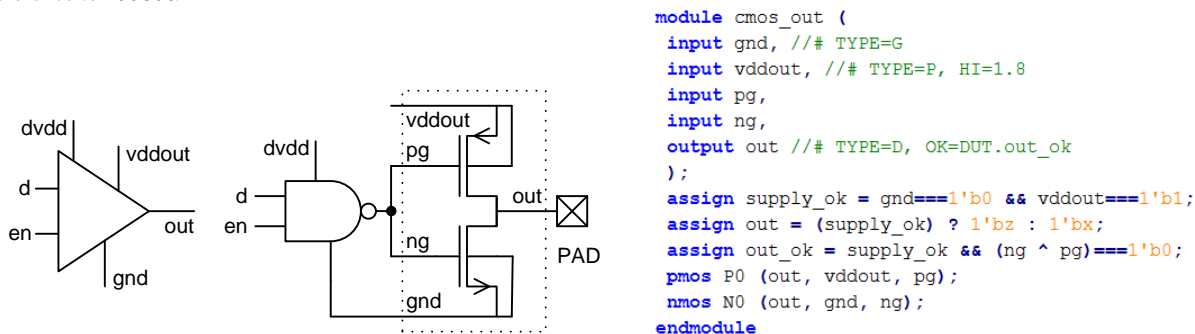 dvdd
vddout
d
en
out
gnd
dvdd
d
en
vddout
pg
ng
gnd
out
PAD
module cmos_out (
input gnd, //# TYPE=G
input vddout, //# TYPE=P, HI=1.8
input pg,
input ng,
output out //# TYPE=D, OK=DUT.out_ok
);
assign supply_ok = gnd===1'b0 && vddout===1'b1;
assign out = (supply_ok) ? 1'bz : 1'bx;
assign out_ok = supply_ok && (ng ^ pg)===1'b0;
pmos P0 (out, vddout, pg);
nmos N0 (out, gnd, ng);
endmodule